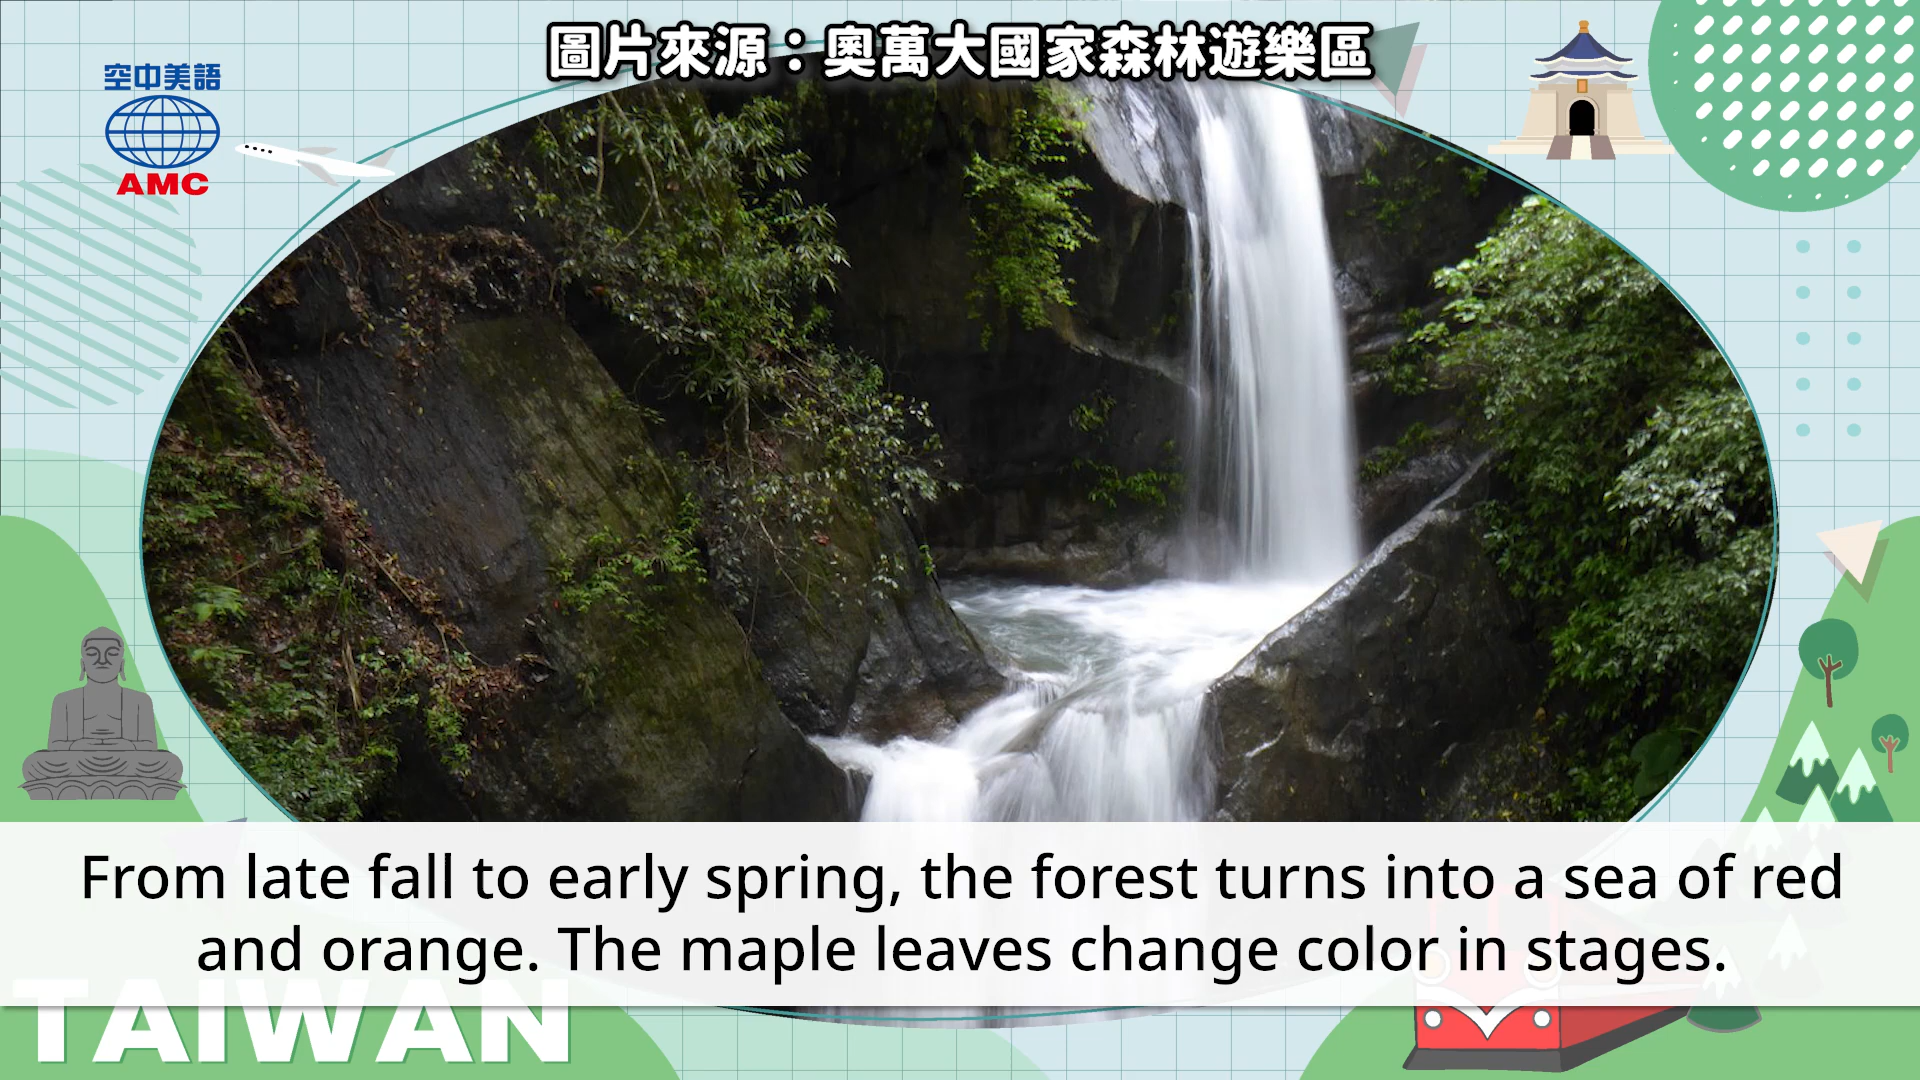 圖片來源：奧萬大國家森林遊樂區
空中美語
AMC
From late fall to early spring, the forest turns into a sea of red
and orange. The maple leaves change color in stages.
TAIWAN